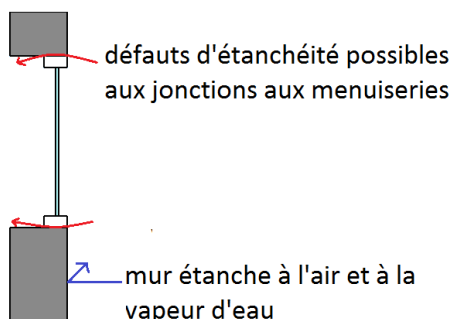 défauts d'étanchéité possibles
aux jonctions aux menuiseries
mur étanche à l'air et à la
vapeur d'eau